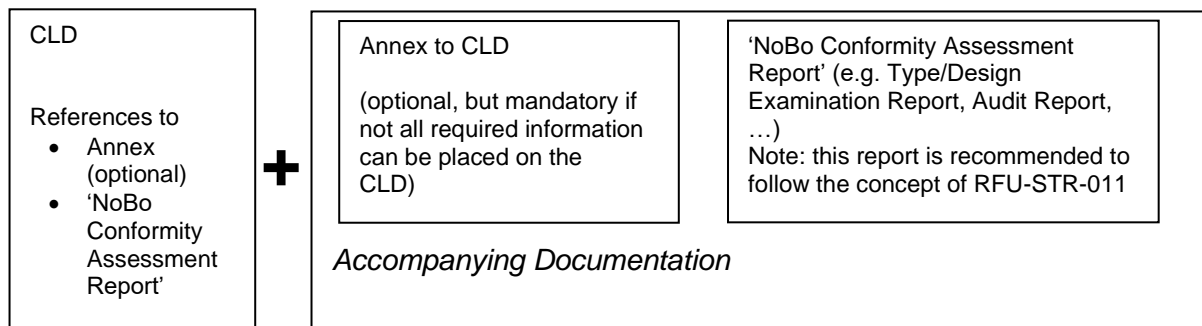 CLD
References to
• Annex
(optional)
• ‘NoBo
Conformity
Assessment
Report’
+
Annex to CLD
(optional, but mandatory if
not all required information
can be placed on the
CLD)
‘NoBo Conformity Assessment
Report’ (e.g. Type/Design
Examination Report, Audit Report,
…)
Note: this report is recommended to
follow the concept of RFU-STR-011
Accompanying Documentation